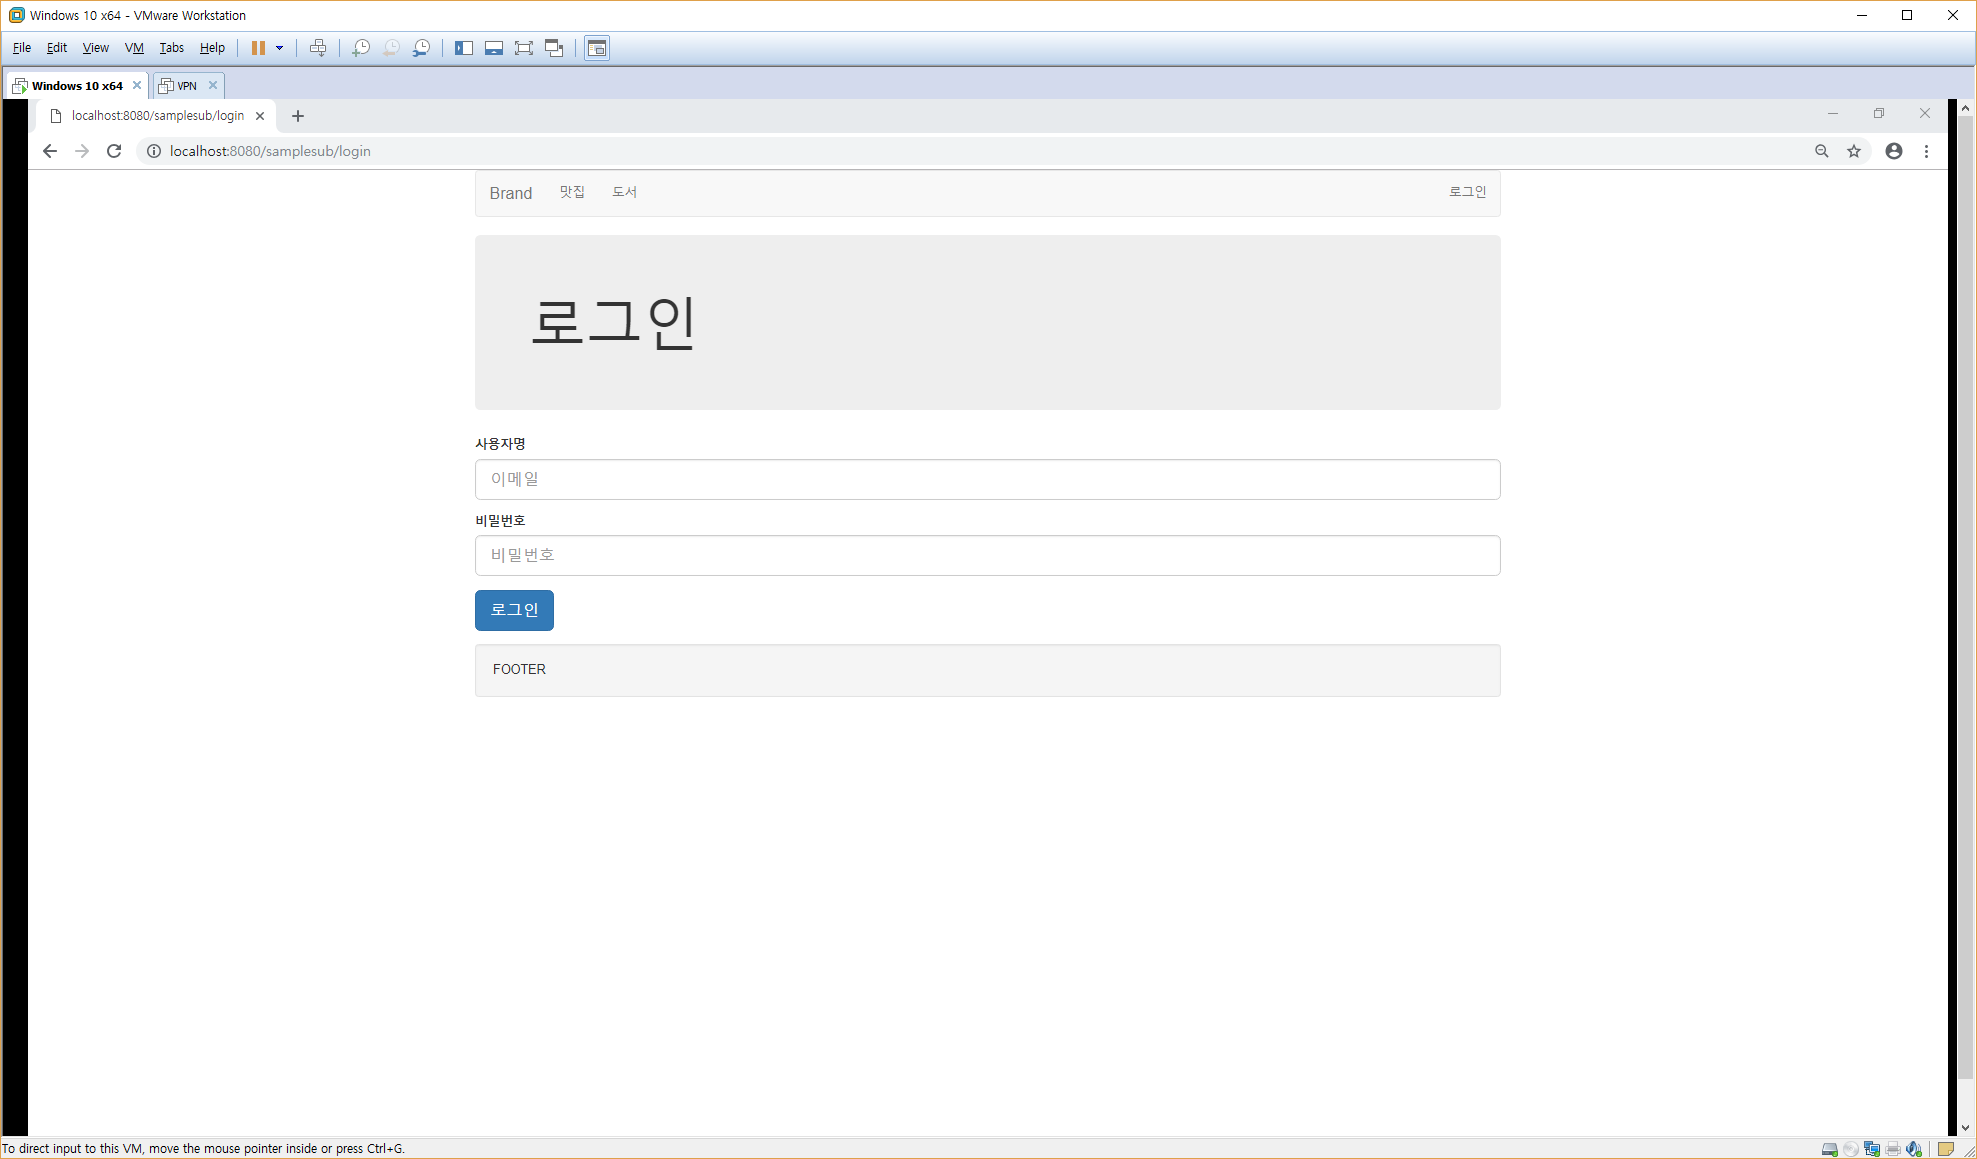 Windows 10 x64 - VMware Workstation
File Edit View VM Tabs Help
Windows 10 x64 VPN
localhost:8080/samplesub/login
localhost:8080/samplesub/login
Brand 맛집 도서 로그인
로그인
사용자명
이메일
비밀번호
비밀번호
로그인
FOOTER
To direct input to this VM, move the mouse pointer inside or press Ctrl+G.